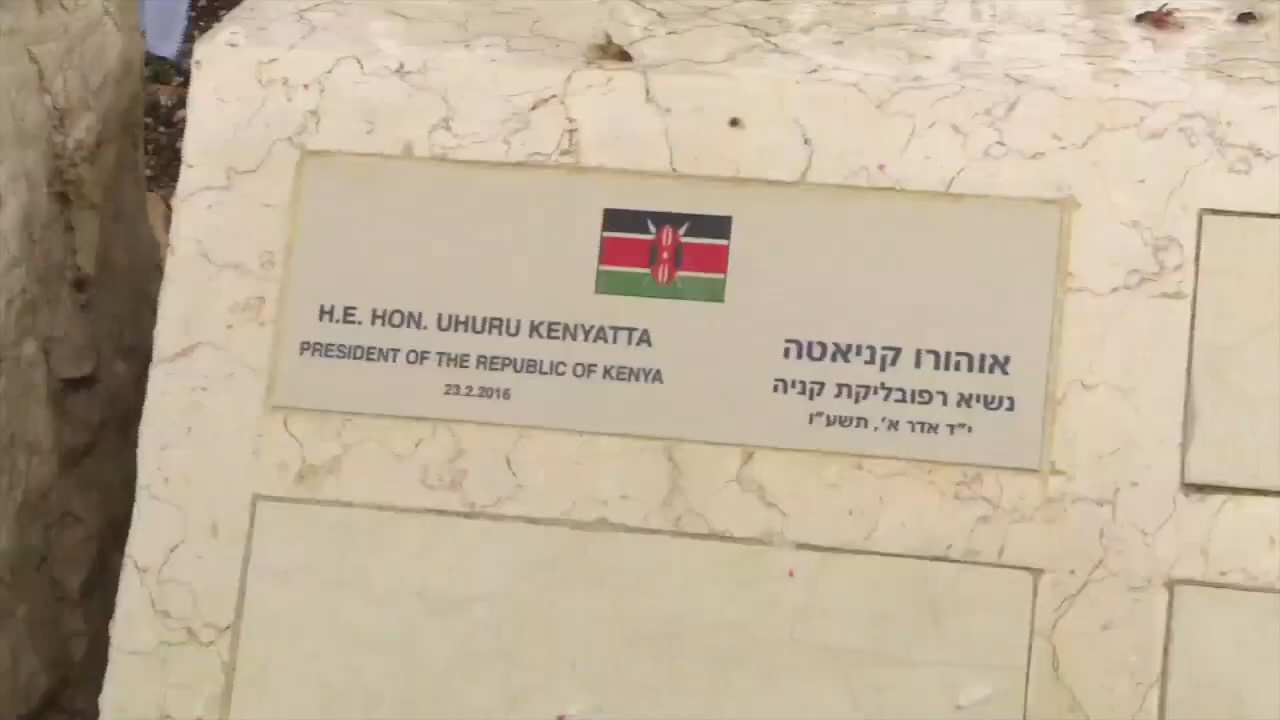 H.E. HON. UHURU KENYATTA
PRESIDENT OF THE REPUBLIC OF KENYA
23.2.2016
אוהורו קניאטה
נשיא רפובליקת קניה
י"ד אדר א', תשע"ו